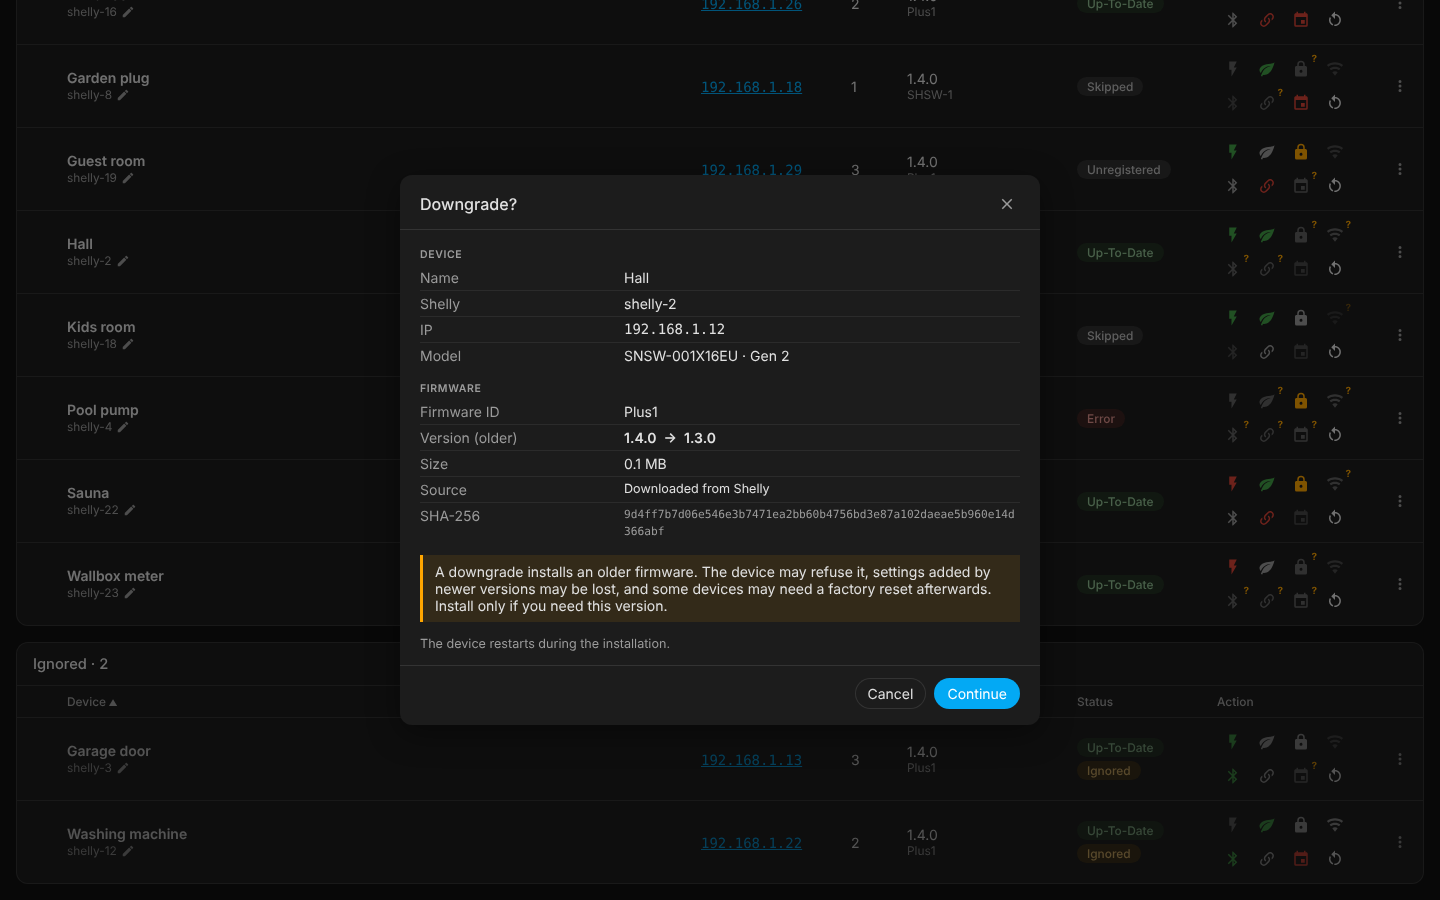 shelly-16 192.168.1.26 2 Plus1 Up-To-Date
Garden plug
shelly-8 192.168.1.18 1 1.4.0 SHSW-1 Skipped
Guest room
shelly-19 192.168.1.29 3 1.4.0 Unregistered
Downgrade?
Hall
shelly-2 Up-To-Date
Kids room
shelly-18 Skipped
Pool pump
shelly-4 Error
Sauna
shelly-22 Up-To-Date
Wallbox meter
shelly-23 Up-To-Date
DEVICE
Name Hall
Shelly shelly-2
IP 192.168.1.12
Model SNSW-001X16EU · Gen 2
FIRMWARE
Firmware ID Plus1
Version (older) 1.4.0 → 1.3.0
Size 0.1 MB
Source Downloaded from Shelly
SHA-256 9d4ff7b7d06e546e3b7471ea2bb60b4756bd3e87a102daeae5b960e14d
366abf
A downgrade installs an older firmware. The device may refuse it, settings added by
newer versions may be lost, and some devices may need a factory reset afterwards.
Install only if you need this version.
The device restarts during the installation.
Cancel Continue
Ignored · 2
Device ▲ Status Action
Garage door
shelly-3 192.168.1.13 3 1.4.0 Plus1 Up-To-Date Ignored
Washing machine
shelly-12 192.168.1.22 2 1.4.0 Plus1 Up-To-Date Ignored